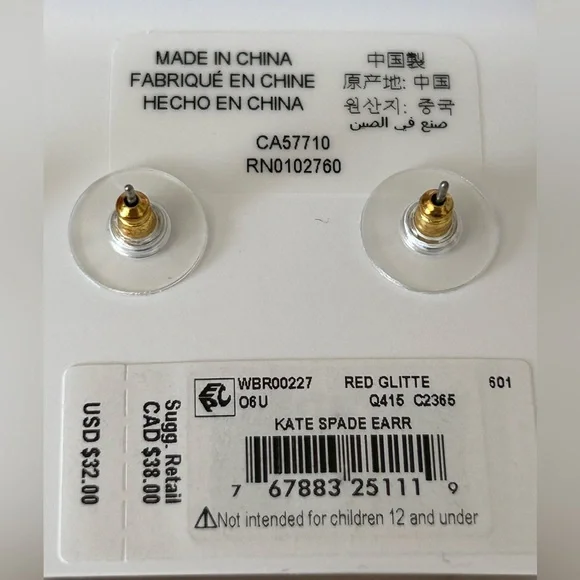 MADE IN CHINA
FABRIQUÉ EN CHINE
HECHO EN CHINA
中国製
原产地: 中国
원산지: 중국
صنع في الصين
CA57710
RN0102760
WBR00227 RED GLITTE 601
O6U Q415 C2365
KATE SPADE EARR
7 67883 25111 9
Not intended for children 12 and under
Sugg. Retail
CAD $38.00
USD $32.00